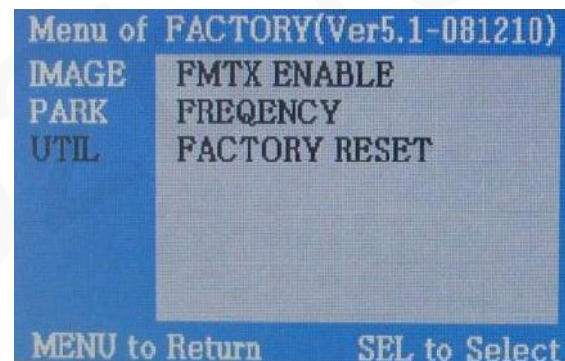 Menu of FACTORY(Ver5.1-081210)
IMAGE FMTX ENABLE
PARK FREQENCY
UTIL FACTORY RESET
MENU to Return SEL to Select